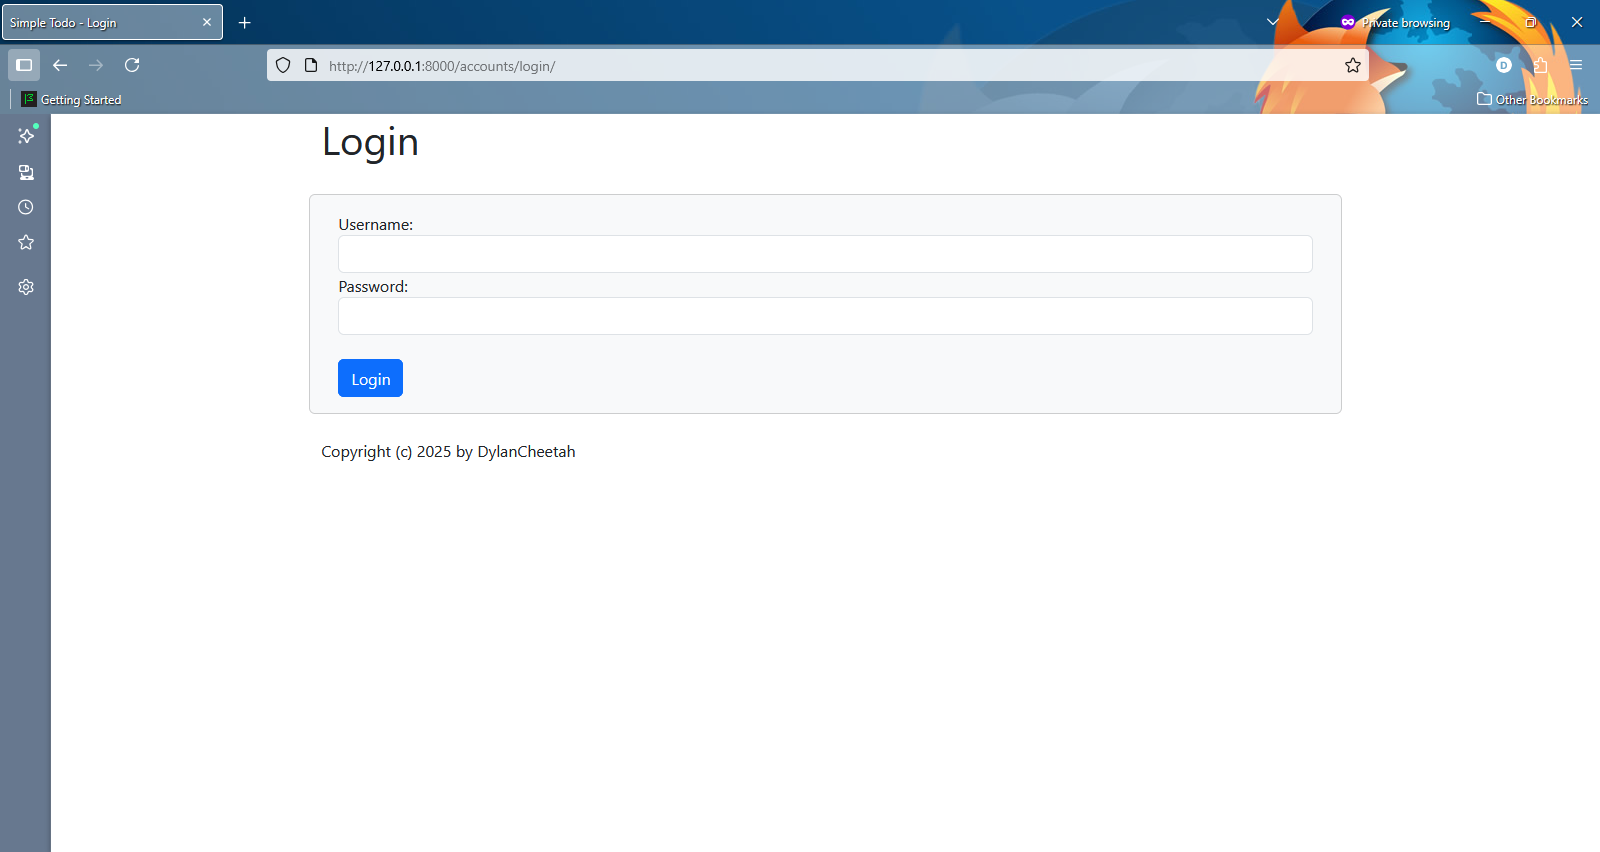 Simple Todo - Login
Private browsing
http://127.0.0.1:8000/accounts/login/
D
Getting Started
Other Bookmarks
Login
Username:
Password:
Login
Copyright (c) 2025 by DylanCheetah